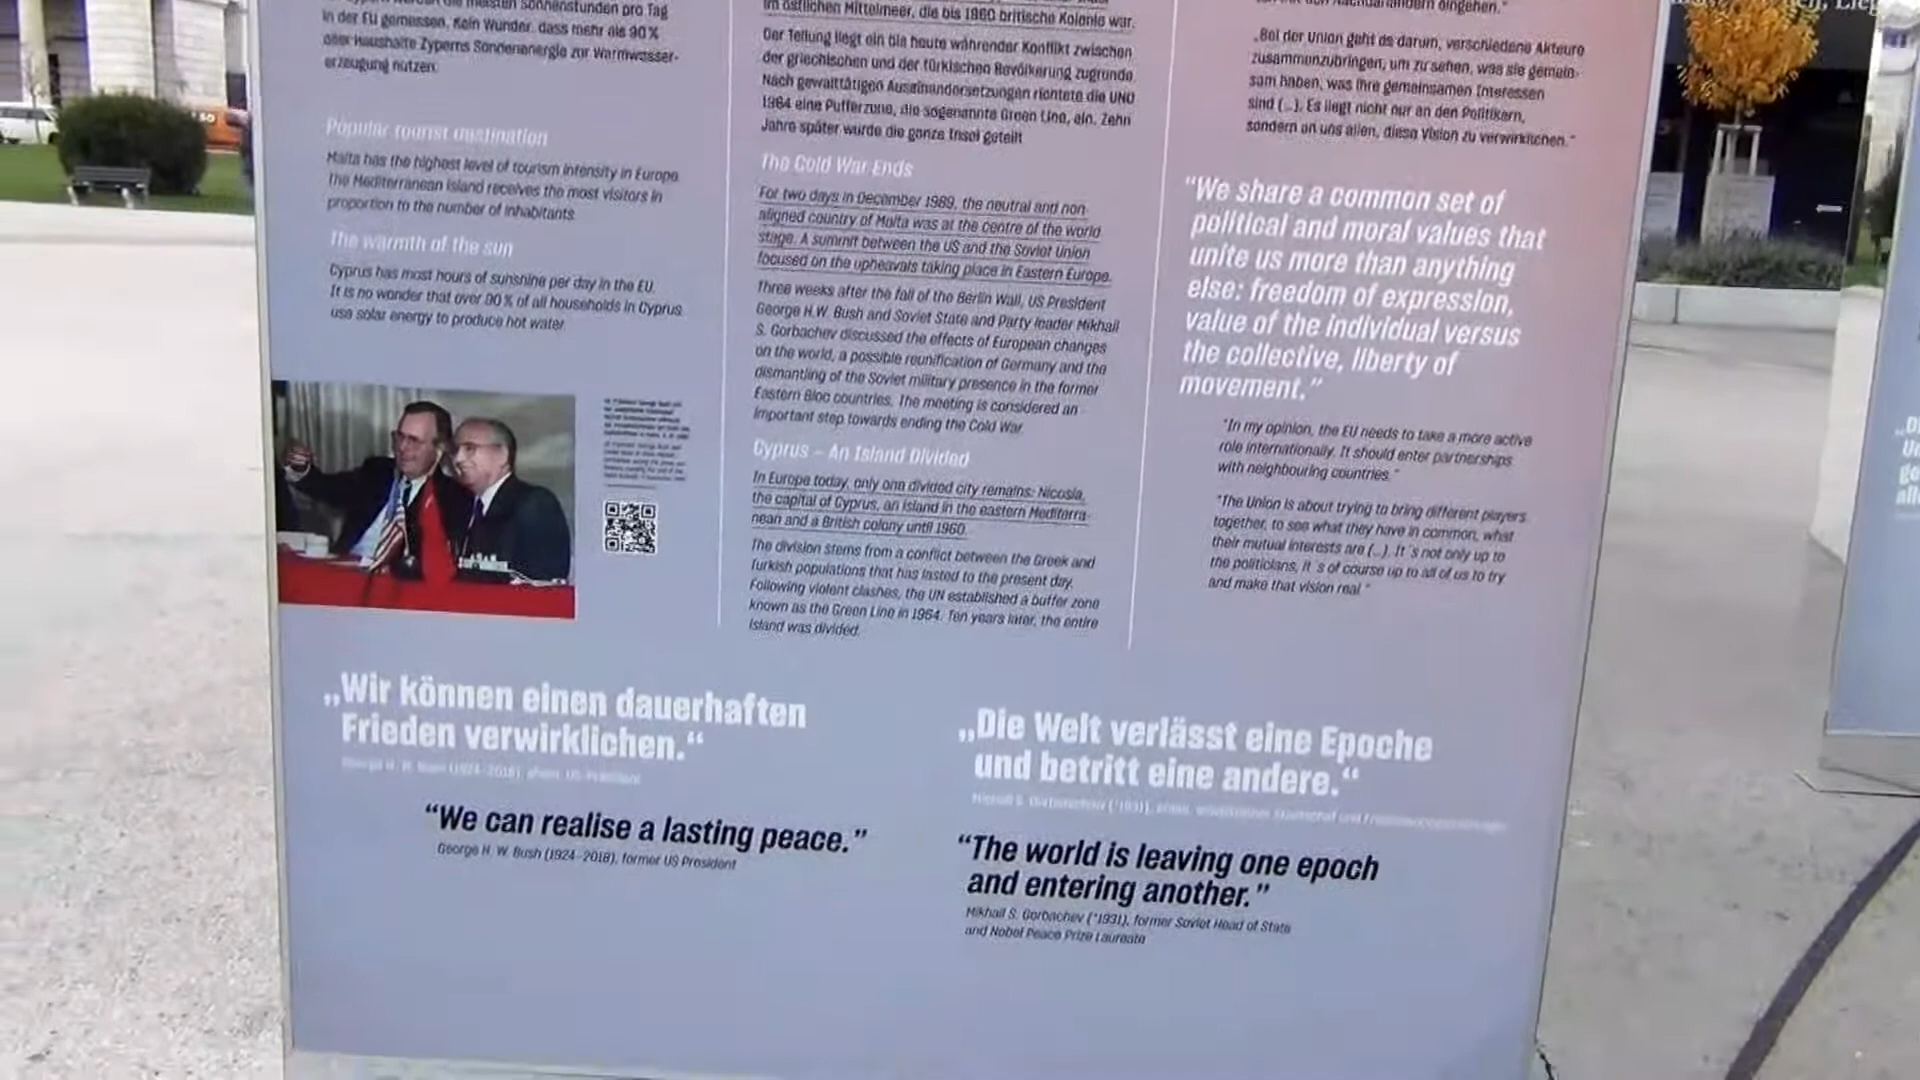 die meisten Sonnenstunden pro Tag
in der EU gemessen. Kein Wunder, dass mehr als 90 %
aller Haushalte Zyperns Sonnenenergie zur Warmwasser-
erzeugung nutzen.
Popular tourist destination
Malta has the highest level of tourism intensity in Europe.
The Mediterranean island receives the most visitors in
proportion to the number of inhabitants.
The warmth of the sun
Cyprus has most hours of sunshine per day in the EU.
It is no wonder that over 90 % of all households in Cyprus
use solar energy to produce hot water.
im östlichen Mittelmeer, die bis 1960 britische Kolonie war.
Der Teilung liegt ein bis heute währender Konflikt zwischen
der griechischen und der türkischen Bevölkerung zugrunde.
Nach gewalttätigen Auseinandersetzungen richtete die UNO
1964 eine Pufferzone, die sogenannte Green Line, ein. Zehn
Jahre später wurde die ganze Insel geteilt
The Cold War Ends
For two days in December 1989, the neutral and non-
aligned country of Malta was at the centre of the world
stage. A summit between the US and the Soviet Union
focused on the upheavals taking place in Eastern Europe.
Three weeks after the fall of the Berlin Wall, US President
George H.W. Bush and Soviet State and Party leader Mikhail
S. Gorbachev discussed the effects of European changes
on the world, a possible reunification of Germany and the
dismantling of the Soviet military presence in the former
Eastern Bloc countries. The meeting is considered an
important step towards ending the Cold War.
Cyprus – An Island Divided
In Europe today, only one divided city remains: Nicosia,
the capital of Cyprus, an island in the eastern Mediterra-
nean and a British colony until 1960.
The division stems from a conflict between the Greek and
Turkish populations that has lasted to the present day.
Following violent clashes, the UN established a buffer zone
known as the Green Line in 1964. Ten years later, the entire
island was divided.
eingehen."
„Bei der Union geht es darum, verschiedene Akteure
zusammenzubringen, um zu sehen, was sie gemein-
sam haben, was ihre gemeinsamen Interessen
sind (...). Es liegt nicht nur an den Politikern,
sondern an uns allen, diese Vision zu verwirklichen."
“We share a common set of
political and moral values that
unite us more than anything
else: freedom of expression,
value of the individual versus
the collective, liberty of
movement.”
"In my opinion, the EU needs to take a more active
role internationally. It should enter partnerships
with neighbouring countries."
"The Union is about trying to bring different players
together, to see what they have in common, what
their mutual interests are (...). It´s not only up to
the politicians, it´s of course up to all of us to try
and make that vision real."
„Wir können einen dauerhaften
Frieden verwirklichen.“
George H. W. Bush (1924–2018), ehem. US-Präsident
“We can realise a lasting peace.”
George H. W. Bush (1924–2018), former US President
„Die Welt verlässt eine Epoche
und betritt eine andere.“
“The world is leaving one epoch
and entering another.”
Mikhail S. Gorbachev (*1931), former Soviet Head of State
and Nobel Peace Prize Laureate